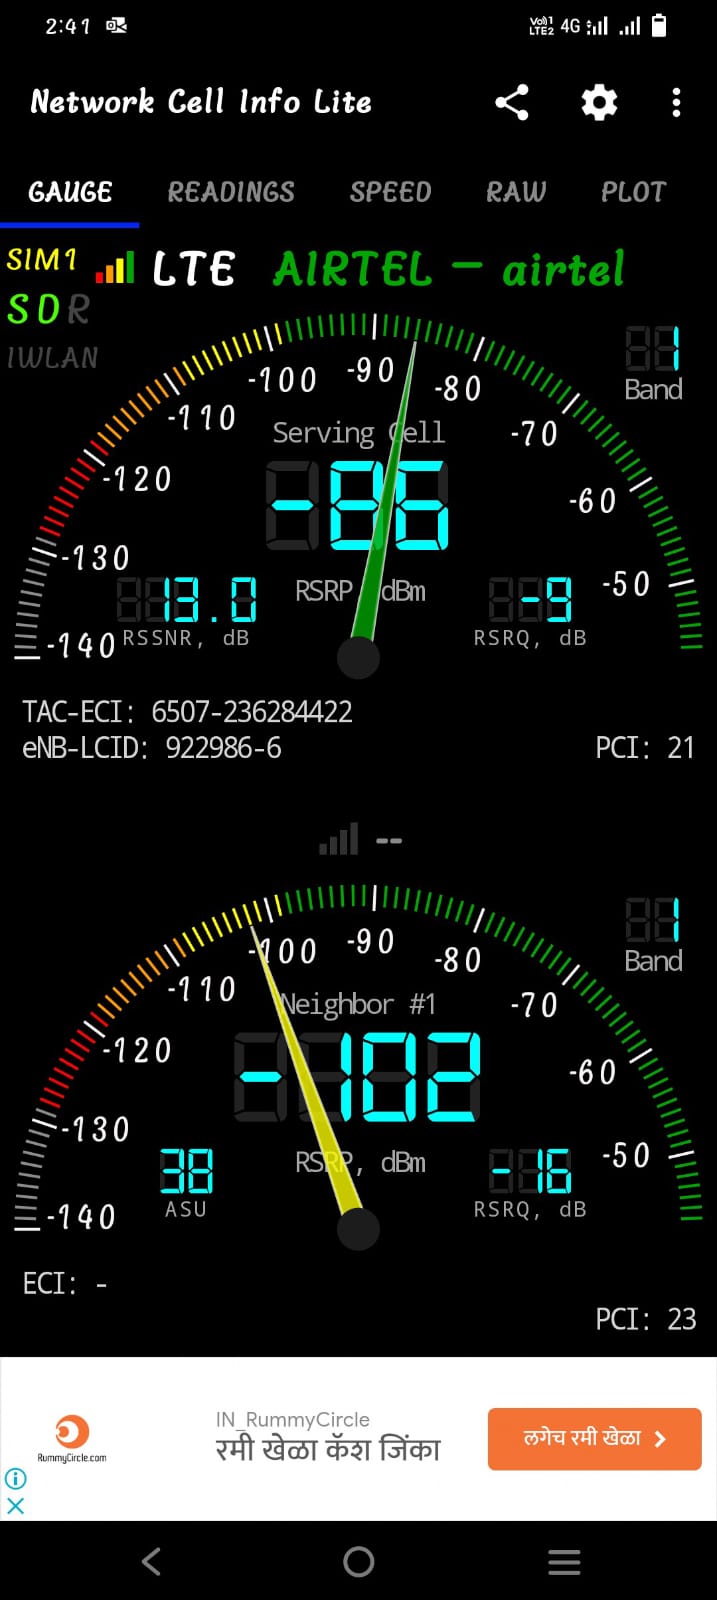 2:41 Vo)) 1 LTE2 4G
Network Cell Info Lite
GAUGE READINGS SPEED RAW PLOT
SIM1 LTE AIRTEL - airtel
SDR
IWLAN
1
Band
-140 -130 -120 -110 -100 -90 -80 -70 -60 -50
Serving Cell
-86
RSRP, dBm
13.0
RSSNR, dB
-9
RSRQ, dB
TAC-ECI: 6507-236284422
eNB-LCID: 922986-6 PCI: 21
--
1
Band
-140 -130 -120 -110 -100 -90 -80 -70 -60 -50
Neighbor #1
-102
RSRP, dBm
38
ASU
-16
RSRQ, dB
ECI: -
PCI: 23
IN_RummyCircle
रमी खेळा कॅश जिंका
लगेच रमी खेळा
RummyCircle.com